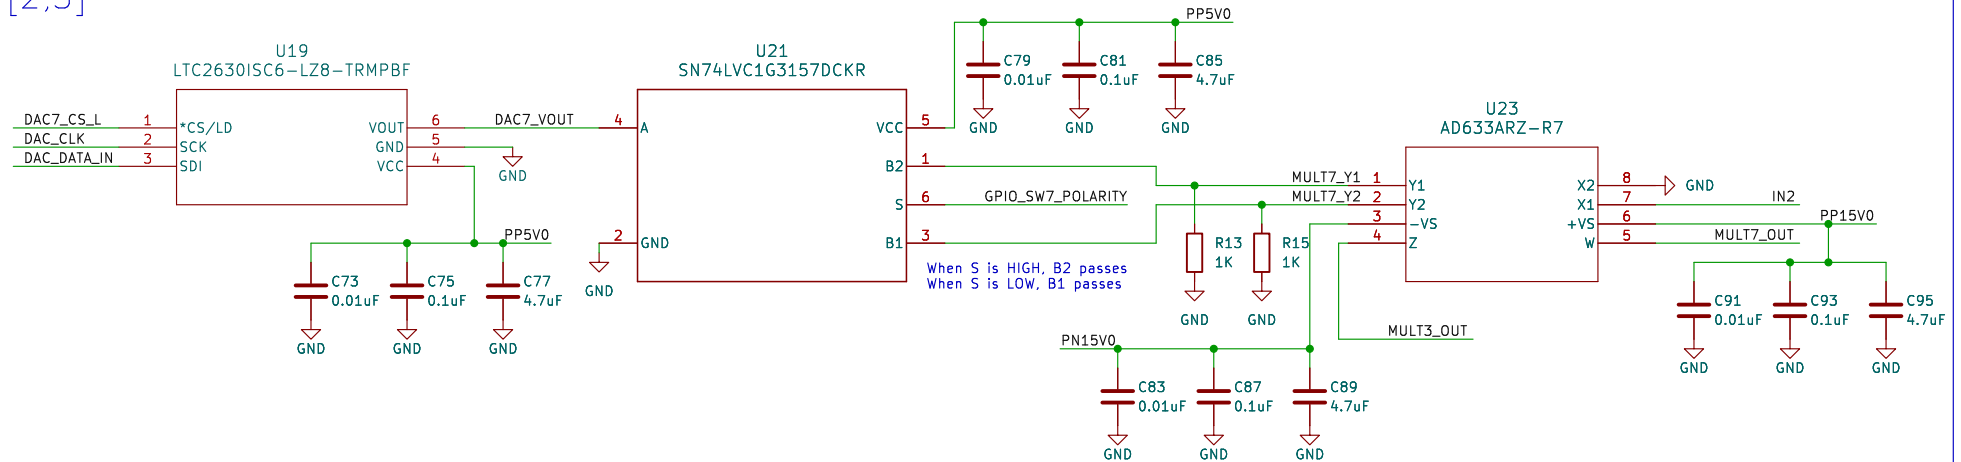 [2,3]
U19
LTC2630ISC6-LZ8-TRMPBF
DAC7_CS_L
DAC_CLK
DAC_DATA_IN
1
2
3
*CS/LD
SCK
SDI
VOUT
GND
VCC
6
5
4
DAC7_VOUT
GND
PP5V0
C73
0.01uF
GND
C75
0.1uF
GND
C77
4.7uF
GND
U21
SN74LVC1G3157DCKR
4
A
2
GND
GND
VCC
5
B2
1
S
6
B1
3
GPIO_SW7_POLARITY
When S is HIGH, B2 passes
When S is LOW, B1 passes
PP5V0
C79
0.01uF
GND
C81
0.1uF
GND
C85
4.7uF
GND
MULT7_Y1
MULT7_Y2
R13
1K
GND
R15
1K
GND
PN15V0
MULT3_OUT
C83
0.01uF
GND
C87
0.1uF
GND
C89
4.7uF
GND
U23
AD633ARZ-R7
1
2
3
4
Y1
Y2
-VS
Z
X2
X1
+VS
W
8
7
6
5
GND
IN2
PP15V0
MULT7_OUT
C91
0.01uF
GND
C93
0.1uF
GND
C95
4.7uF
GND